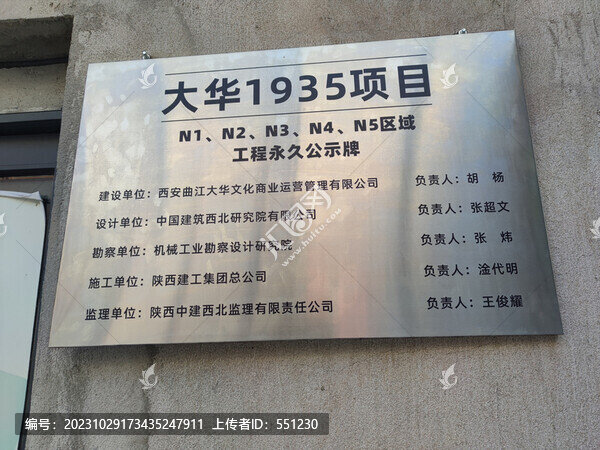 大华1935项目
N1、N2、N3、N4、N5区域
工程永久公示牌
建设单位：西安曲江大华文化商业运营管理有限公司 负责人：胡 杨
设计单位：中国建筑西北研究院有限公司 负责人：张超文
勘察单位：机械工业勘察设计研究院 负责人：张 炜
施工单位：陕西建工集团总公司 负责人：淦代明
监理单位：陕西中建西北监理有限责任公司 负责人：王俊耀
汇图网
www.huitu.com
编号：20231029173435247911 上传者ID：551230